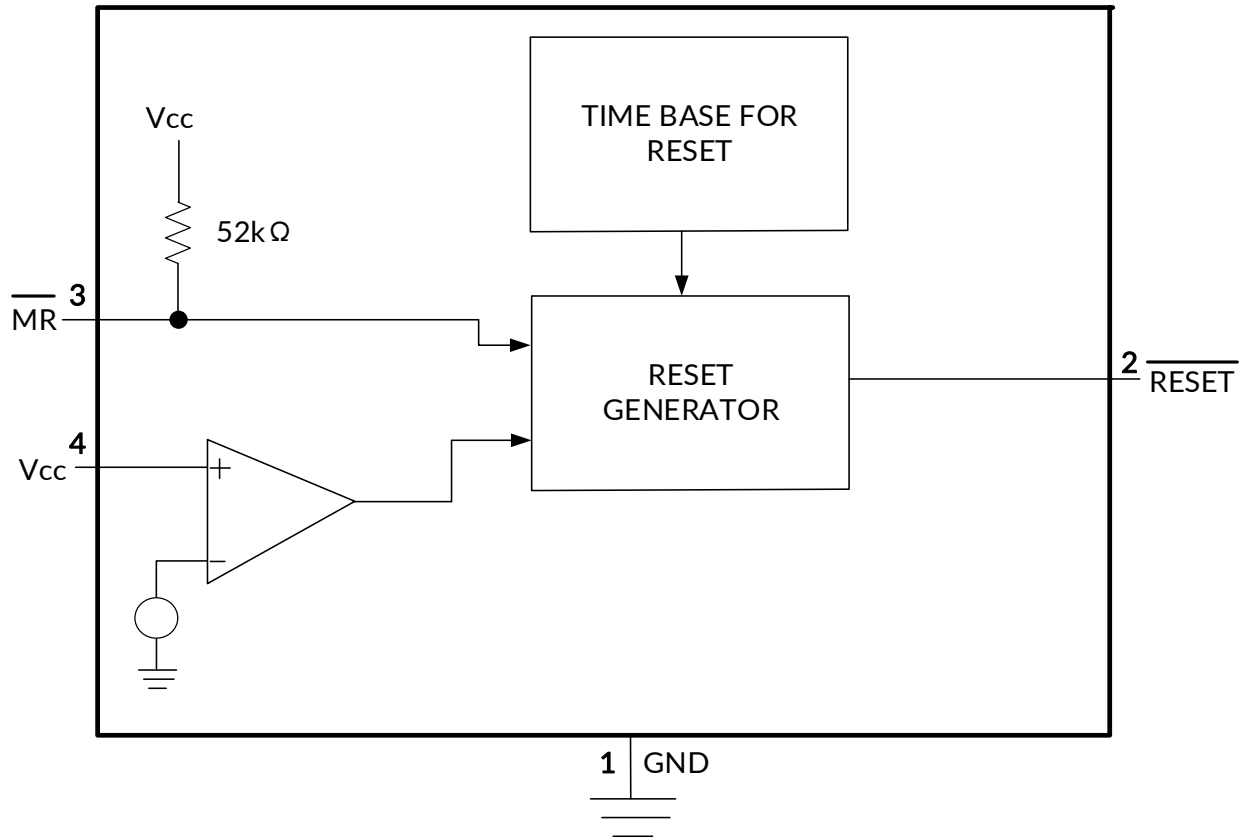 TIME BASE FOR
RESET
Vcc
52kΩ
3
MR
RESET
GENERATOR
2
RESET
4
Vcc
+
−
1 GND